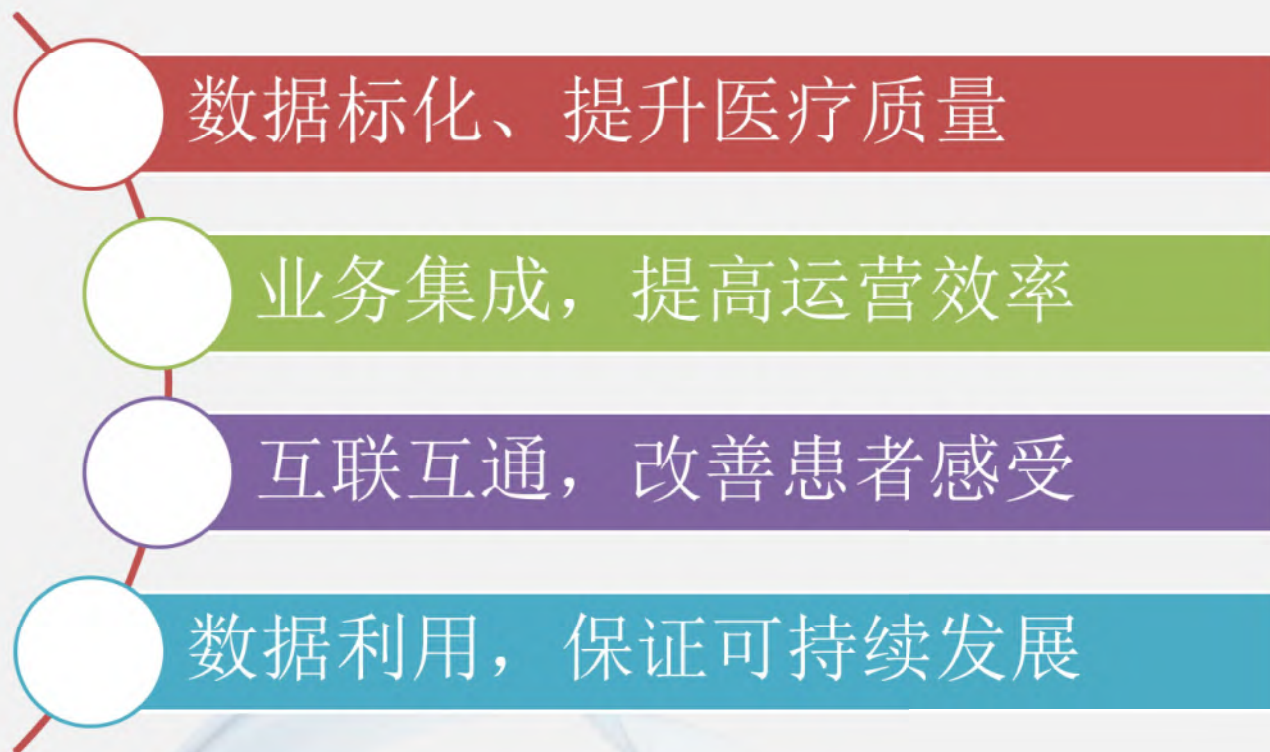 数据标化、提升医疗质量
业务集成，提高运营效率
互联互通，改善患者感受
数据利用，保证可持续发展